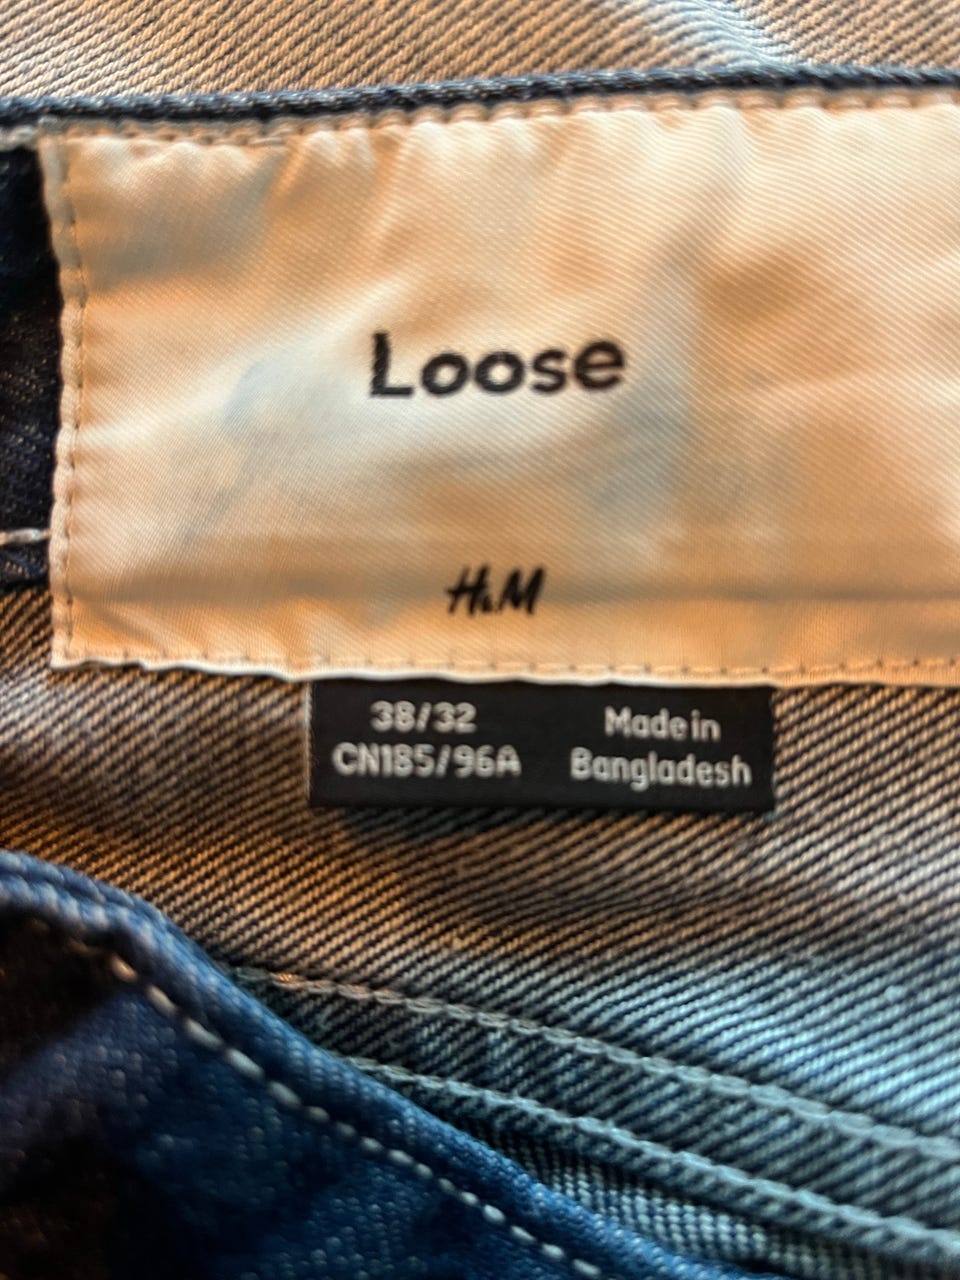 Loose
H&M
38/32
CN185/96A
Made in
Bangladesh